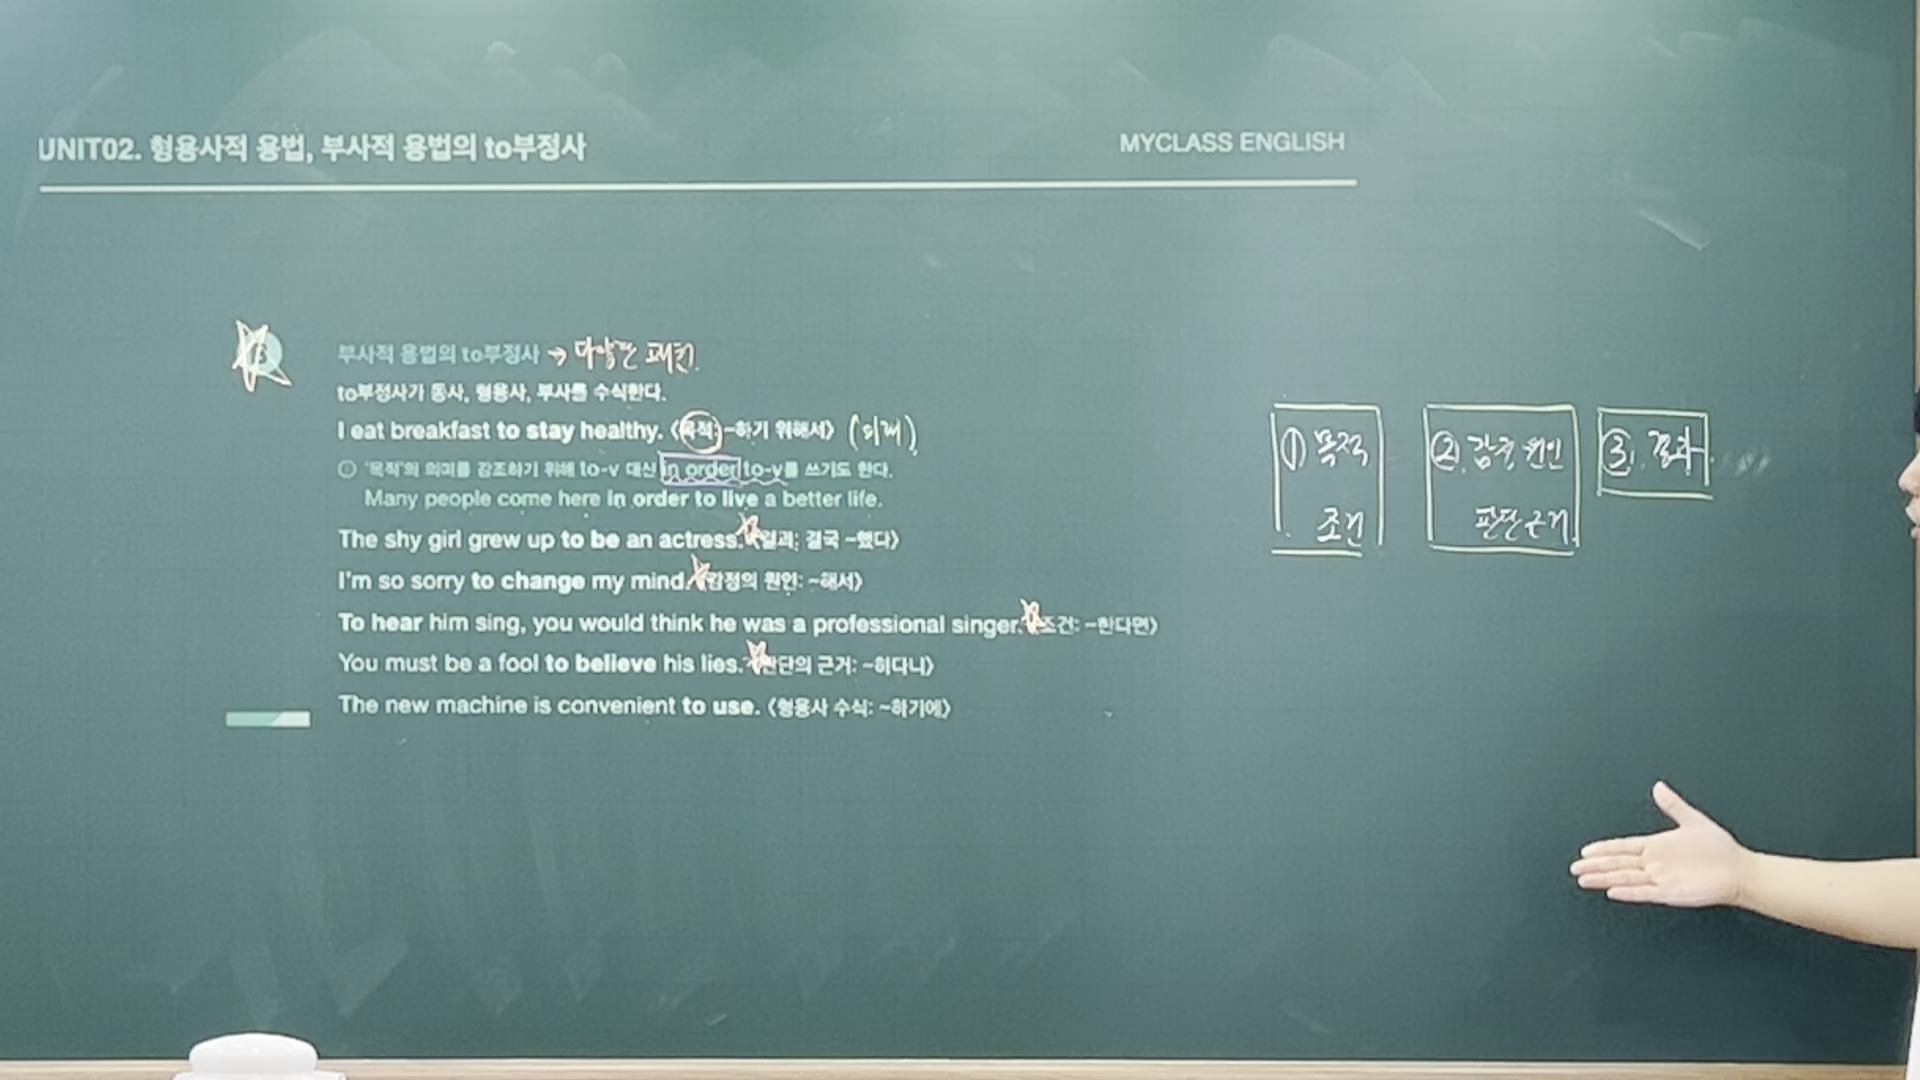 UNIT02. 형용사적 용법, 부사적 용법의 to부정사
MYCLASS ENGLISH
부사적 용법의 to부정사 → 다양한 패턴.
to부정사가 동사, 형용사, 부사를 수식한다.
I eat breakfast to stay healthy. 〈목적: ~하기 위해서〉 (미래)
① '목적'의 의미를 강조하기 위해 to-v 대신 in order to-v를 쓰기도 한다.
Many people come here in order to live a better life.
The shy girl grew up to be an actress. 〈결과: 결국 ~했다〉
I'm so sorry to change my mind. 〈감정의 원인: ~해서〉
To hear him sing, you would think he was a professional singer. 〈조건: ~한다면〉
You must be a fool to believe his lies. 〈판단의 근거: ~하다니〉
The new machine is convenient to use. 〈형용사 수식: ~하기에〉
① 목적
조건
② 감정 원인
판단 근거
③ 결과